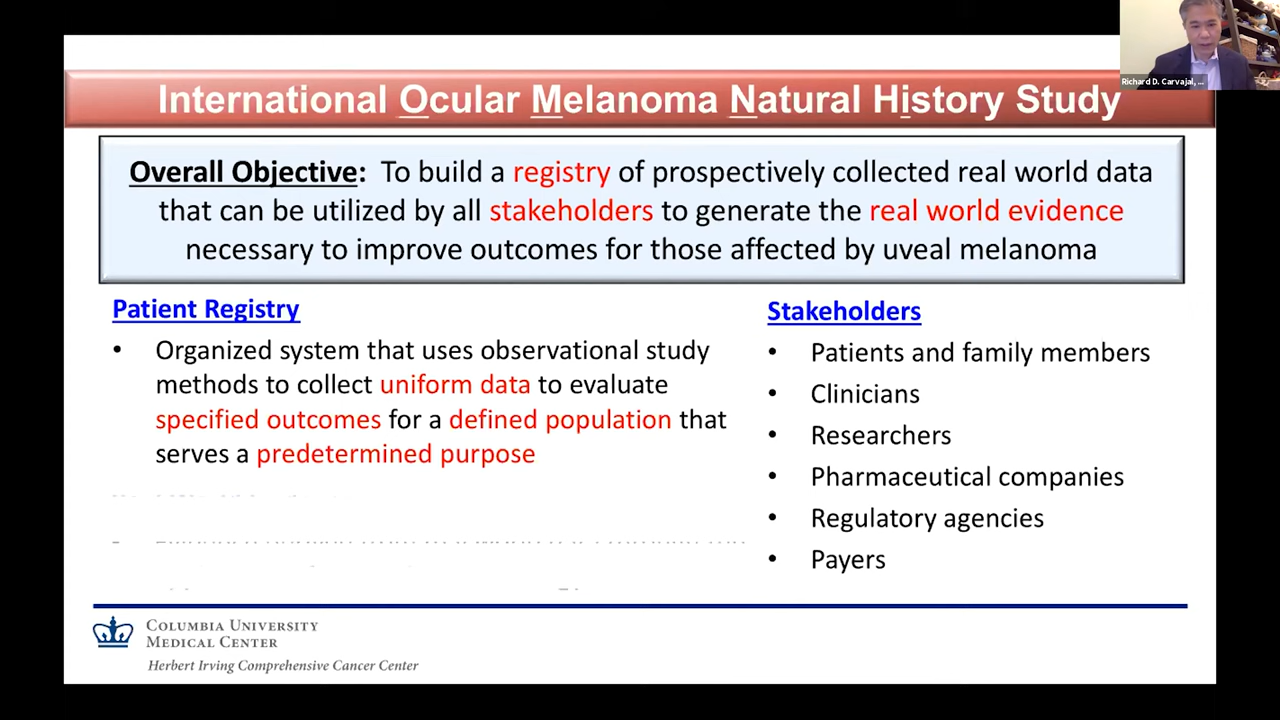 Richard D. Carvajal, ...
International Ocular Melanoma Natural History Study
Overall Objective: To build a registry of prospectively collected real world data
that can be utilized by all stakeholders to generate the real world evidence
necessary to improve outcomes for those affected by uveal melanoma
Patient Registry
• Organized system that uses observational study
methods to collect uniform data to evaluate
specified outcomes for a defined population that
serves a predetermined purpose
Stakeholders
• Patients and family members
• Clinicians
• Researchers
• Pharmaceutical companies
• Regulatory agencies
• Payers
COLUMBIA UNIVERSITY
MEDICAL CENTER
Herbert Irving Comprehensive Cancer Center